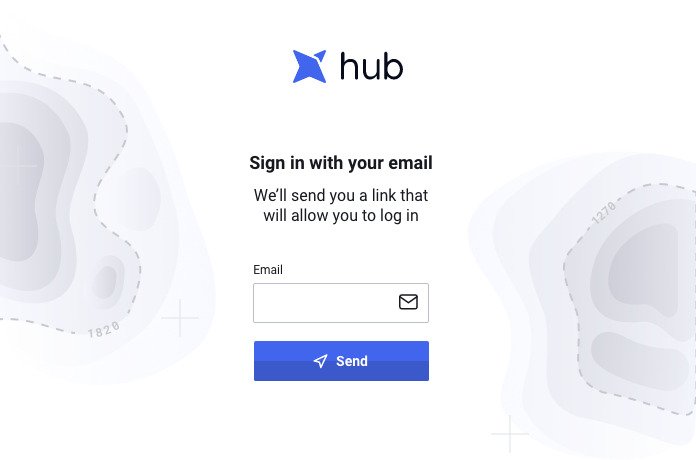 hub
Sign in with your email
We’ll send you a link that
will allow you to log in
Email
Send
1820
1270